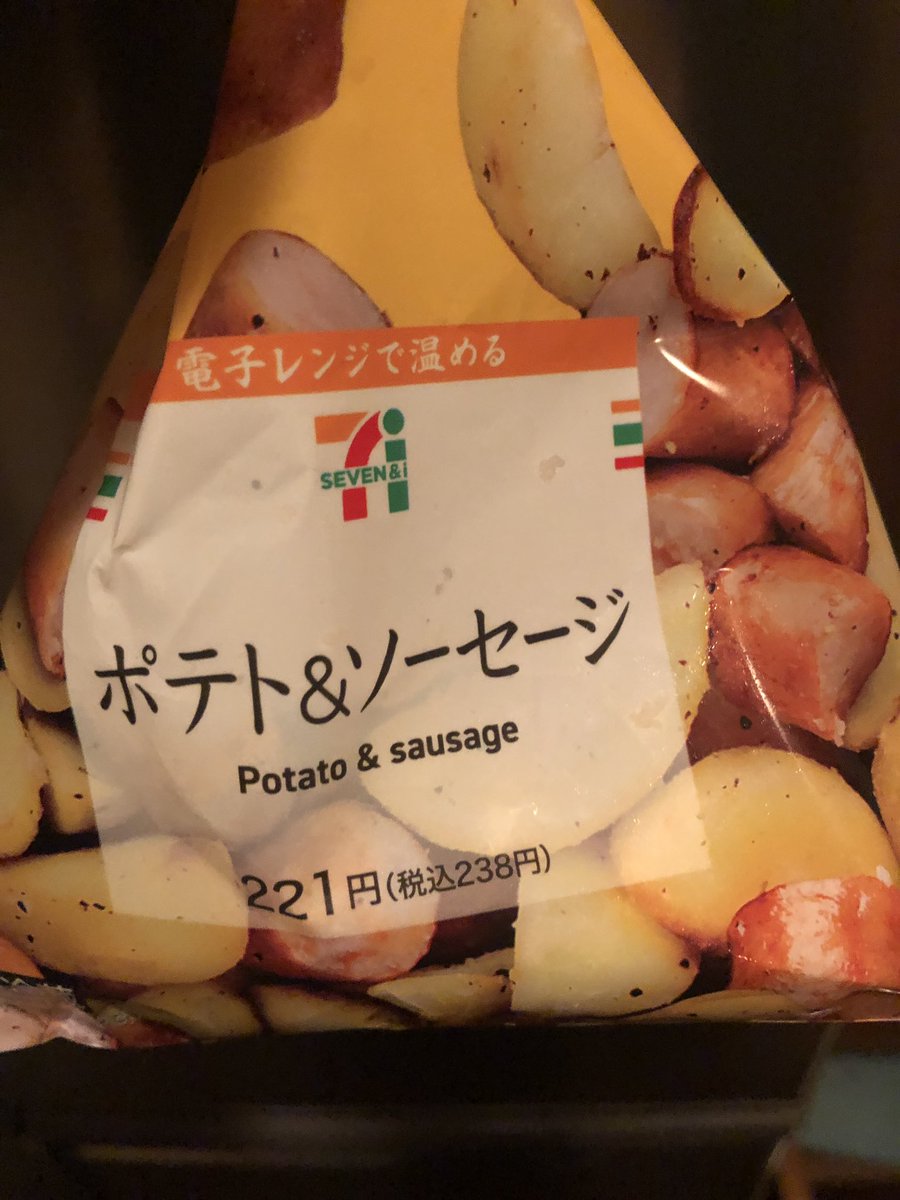 電子レンジで温める
SEVEN&i
ポテト&ソーセージ
Potato & sausage
221円(税込238円)